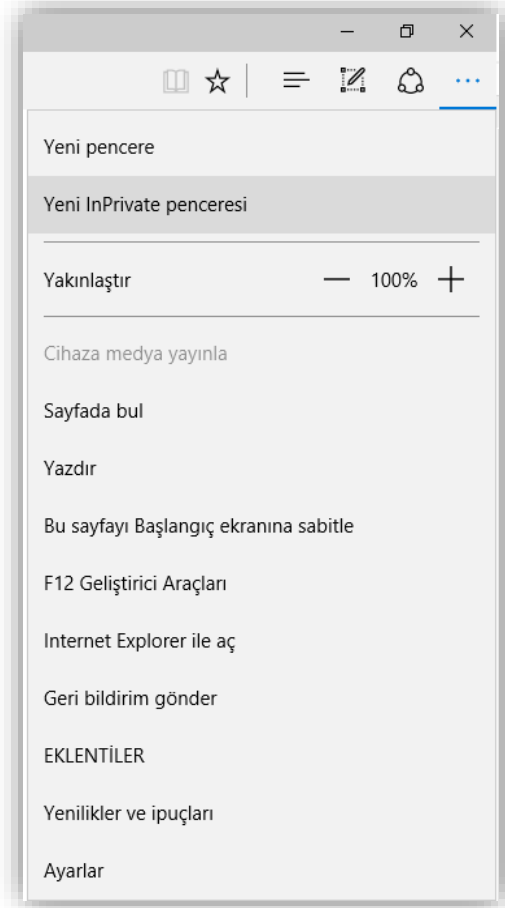 Yeni pencere
Yeni InPrivate penceresi
Yakınlaştır — 100% +
Cihaza medya yayınla
Sayfada bul
Yazdır
Bu sayfayı Başlangıç ekranına sabitle
F12 Geliştirici Araçları
Internet Explorer ile aç
Geri bildirim gönder
EKLENTİLER
Yenilikler ve ipuçları
Ayarlar